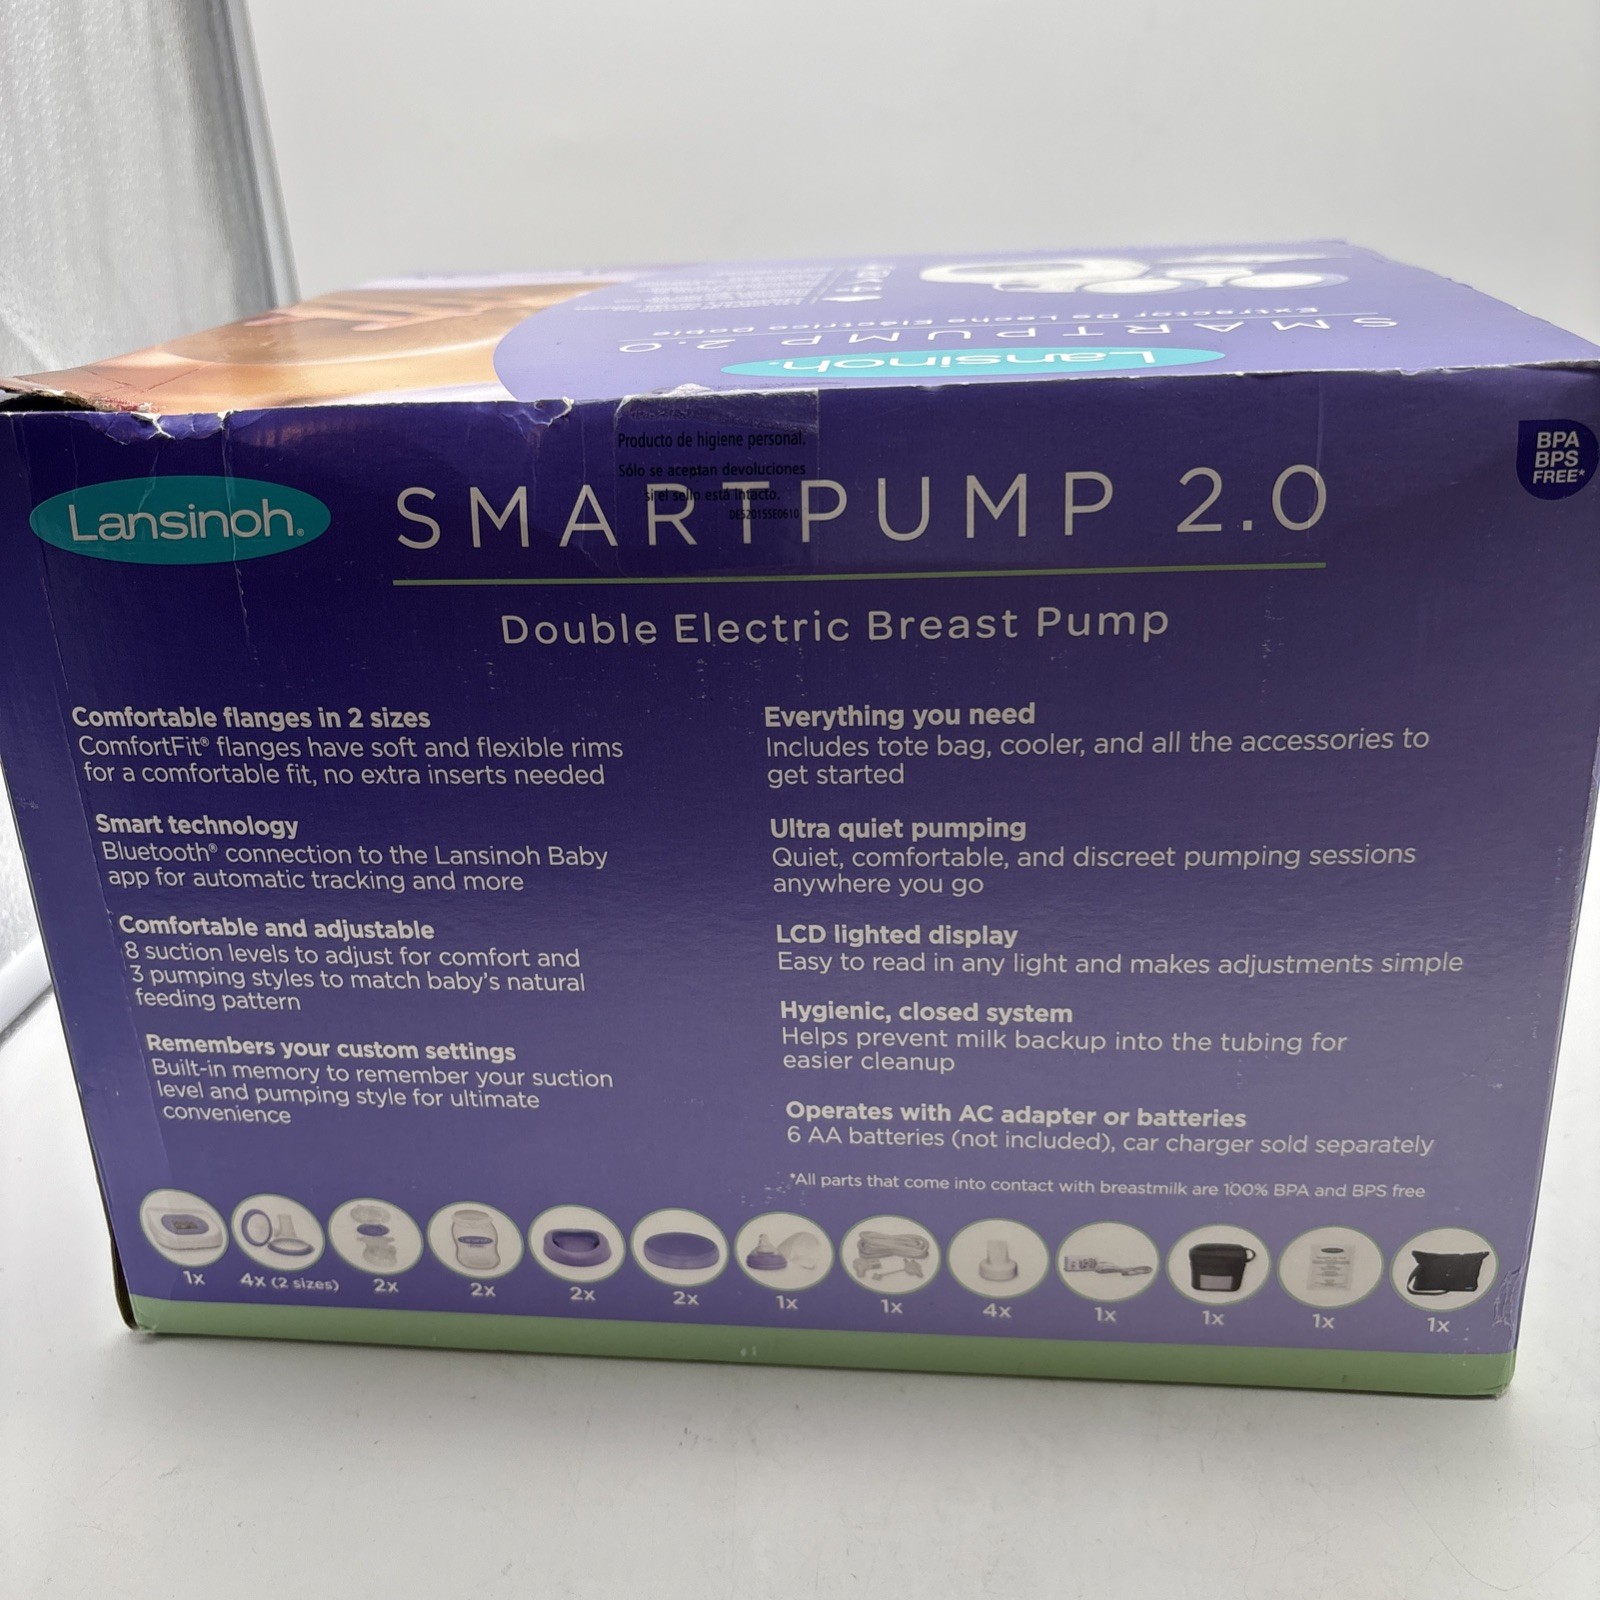 SMARTPUMP 2.0
Extractor De Leche Eléctrico Doble
Lansinoh®
Producto de higiene personal.
Sólo se aceptan devoluciones
si el sello está intacto.
DES2015SE0610
BPA
BPS
FREE*
Lansinoh®
SMARTPUMP 2.0
Double Electric Breast Pump
Comfortable flanges in 2 sizes
ComfortFit® flanges have soft and flexible rims
for a comfortable fit, no extra inserts needed
Smart technology
Bluetooth® connection to the Lansinoh Baby
app for automatic tracking and more
Comfortable and adjustable
8 suction levels to adjust for comfort and
3 pumping styles to match baby's natural
feeding pattern
Remembers your custom settings
Built-in memory to remember your suction
level and pumping style for ultimate
convenience
Everything you need
Includes tote bag, cooler, and all the accessories to
get started
Ultra quiet pumping
Quiet, comfortable, and discreet pumping sessions
anywhere you go
LCD lighted display
Easy to read in any light and makes adjustments simple
Hygienic, closed system
Helps prevent milk backup into the tubing for
easier cleanup
Operates with AC adapter or batteries
6 AA batteries (not included), car charger sold separately
*All parts that come into contact with breastmilk are 100% BPA and BPS free
1x 4x (2 sizes) 2x 2x 2x 2x 1x 1x 4x 1x 1x 1x 1x